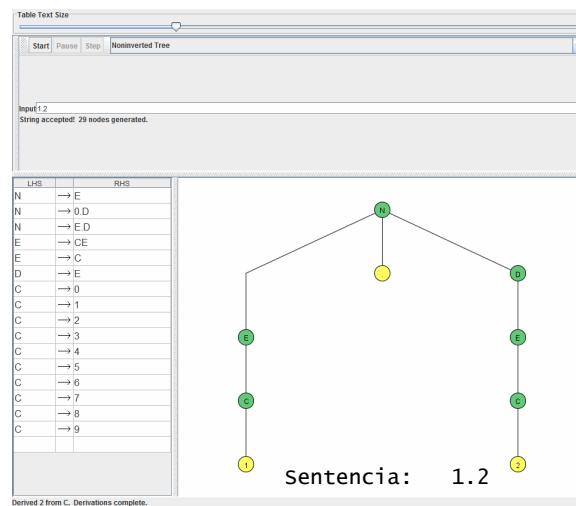 Table Text Size
Start Pause Step Noninverted Tree
Input 1.2
String accepted! 29 nodes generated.
LHS RHS
N → E
N → 0.D
N → E.D
E → CE
E → C
D → E
C → 0
C → 1
C → 2
C → 3
C → 4
C → 5
C → 6
C → 7
C → 8
C → 9
N
. D
E E
C C
1 2
Sentencia: 1.2
Derived 2 from C. Derivations complete.